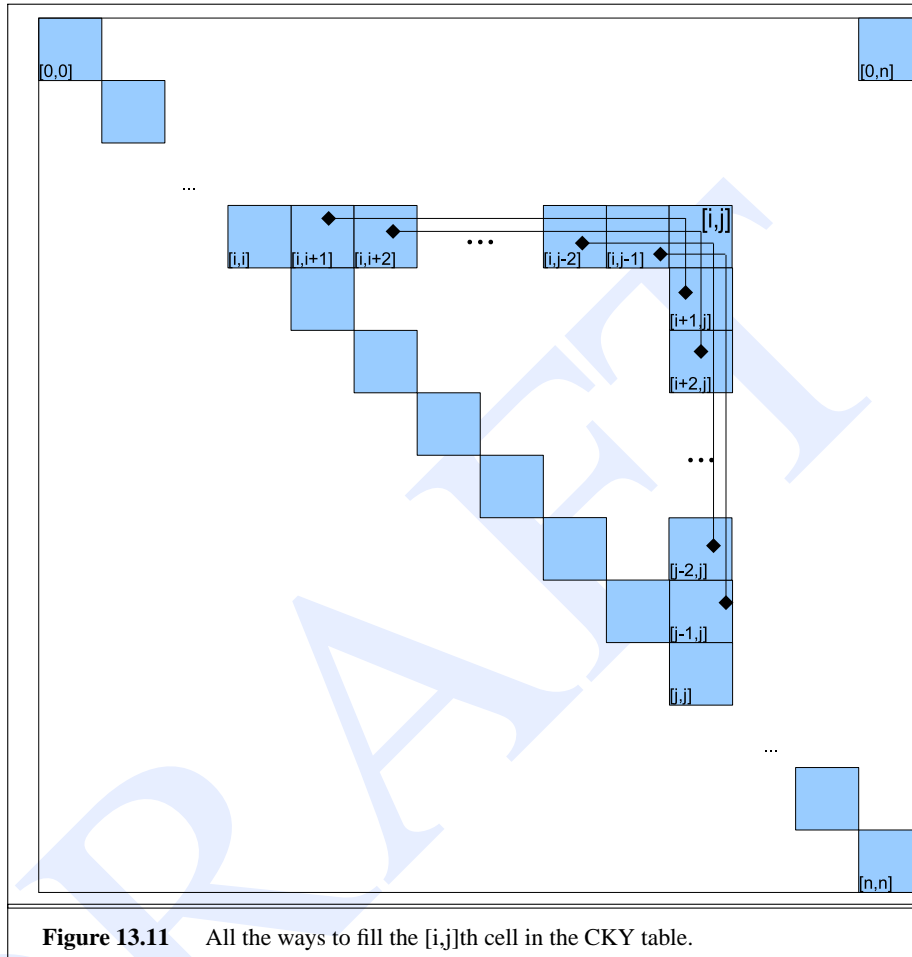 [0,0]
[0,n]
...
[i,j]
[i,i]
[i,i+1]
[i,i+2]
...
[i,j-2]
[i,j-1]
[i+1,j]
[i+2,j]
...
[j-2,j]
[j-1,j]
[j,j]
...
[n,n]
DRAFT
Figure 13.11 All the ways to fill the [i,j]th cell in the CKY table.